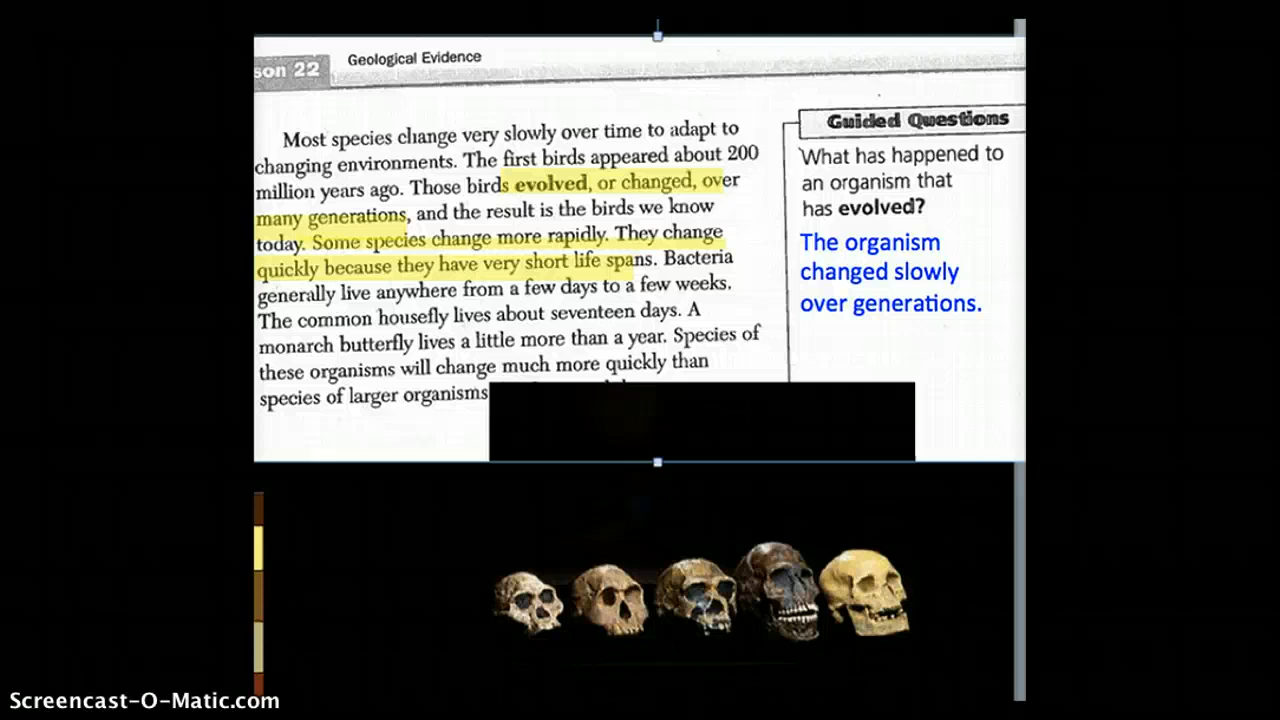 son 22
Geological Evidence
Most species change very slowly over time to adapt to
changing environments. The first birds appeared about 200
million years ago. Those birds evolved, or changed, over
many generations, and the result is the birds we know
today. Some species change more rapidly. They change
quickly because they have very short life spans. Bacteria
generally live anywhere from a few days to a few weeks.
The common housefly lives about seventeen days. A
monarch butterfly lives a little more than a year. Species of
these organisms will change much more quickly than
species of larger organisms
Guided Questions
What has happened to
an organism that
has evolved?
The organism
changed slowly
over generations.
Screencast-O-Matic.com